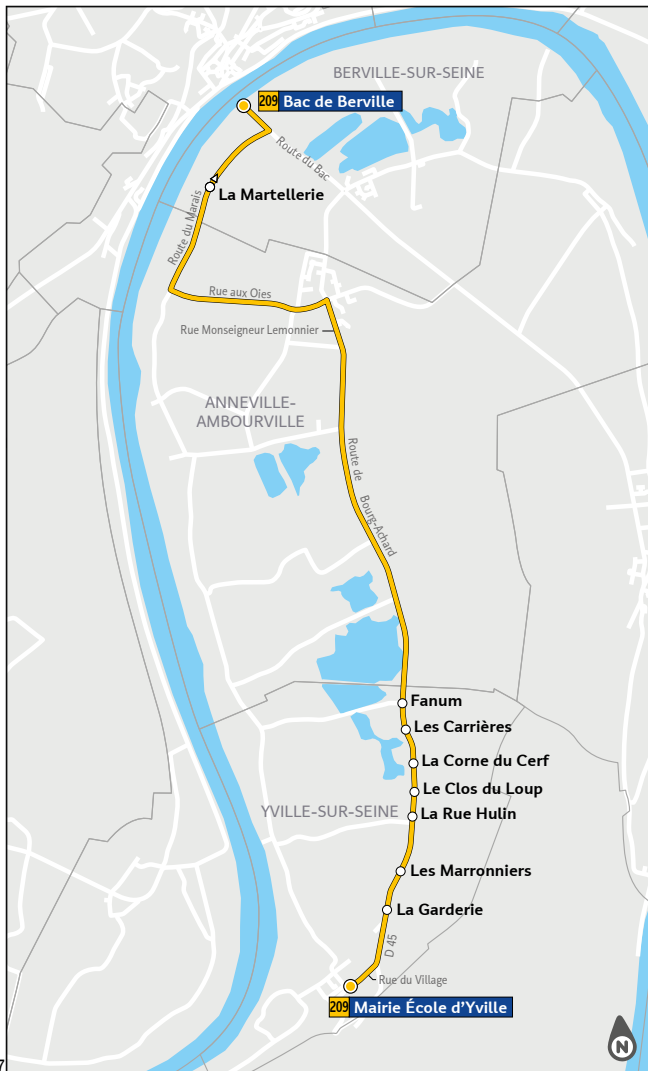 BERVILLE-SUR-SEINE
209 Bac de Berville
Route du Bac
La Martellerie
Route du Marais
Rue aux Oies
Rue Monseigneur Lemonnier
ANNEVILLE-
AMBOURVILLE
Route de
Bourg-Achard
Fanum
Les Carrières
La Corne du Cerf
Le Clos du Loup
YVILLE-SUR-SEINE
La Rue Hulin
Les Marronniers
La Garderie
D 45
Rue du Village
209 Mairie École d'Yville
N
7